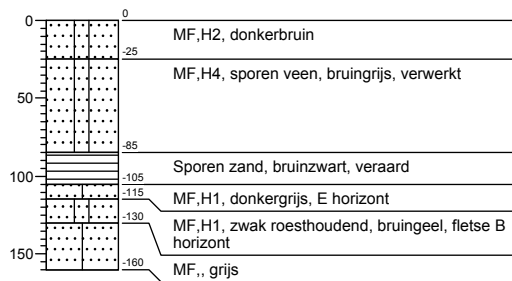 0
0
MF,H2, donkerbruin
-25
MF,H4, sporen veen, bruingrijs, verwerkt
50
-85
Sporen zand, bruinzwart, veraard
100
-105
-115
MF,H1, donkergrijs, E horizont
-130
MF,H1, zwak roesthoudend, bruingeel, fletse B
horizont
150
-160
MF,, grijs